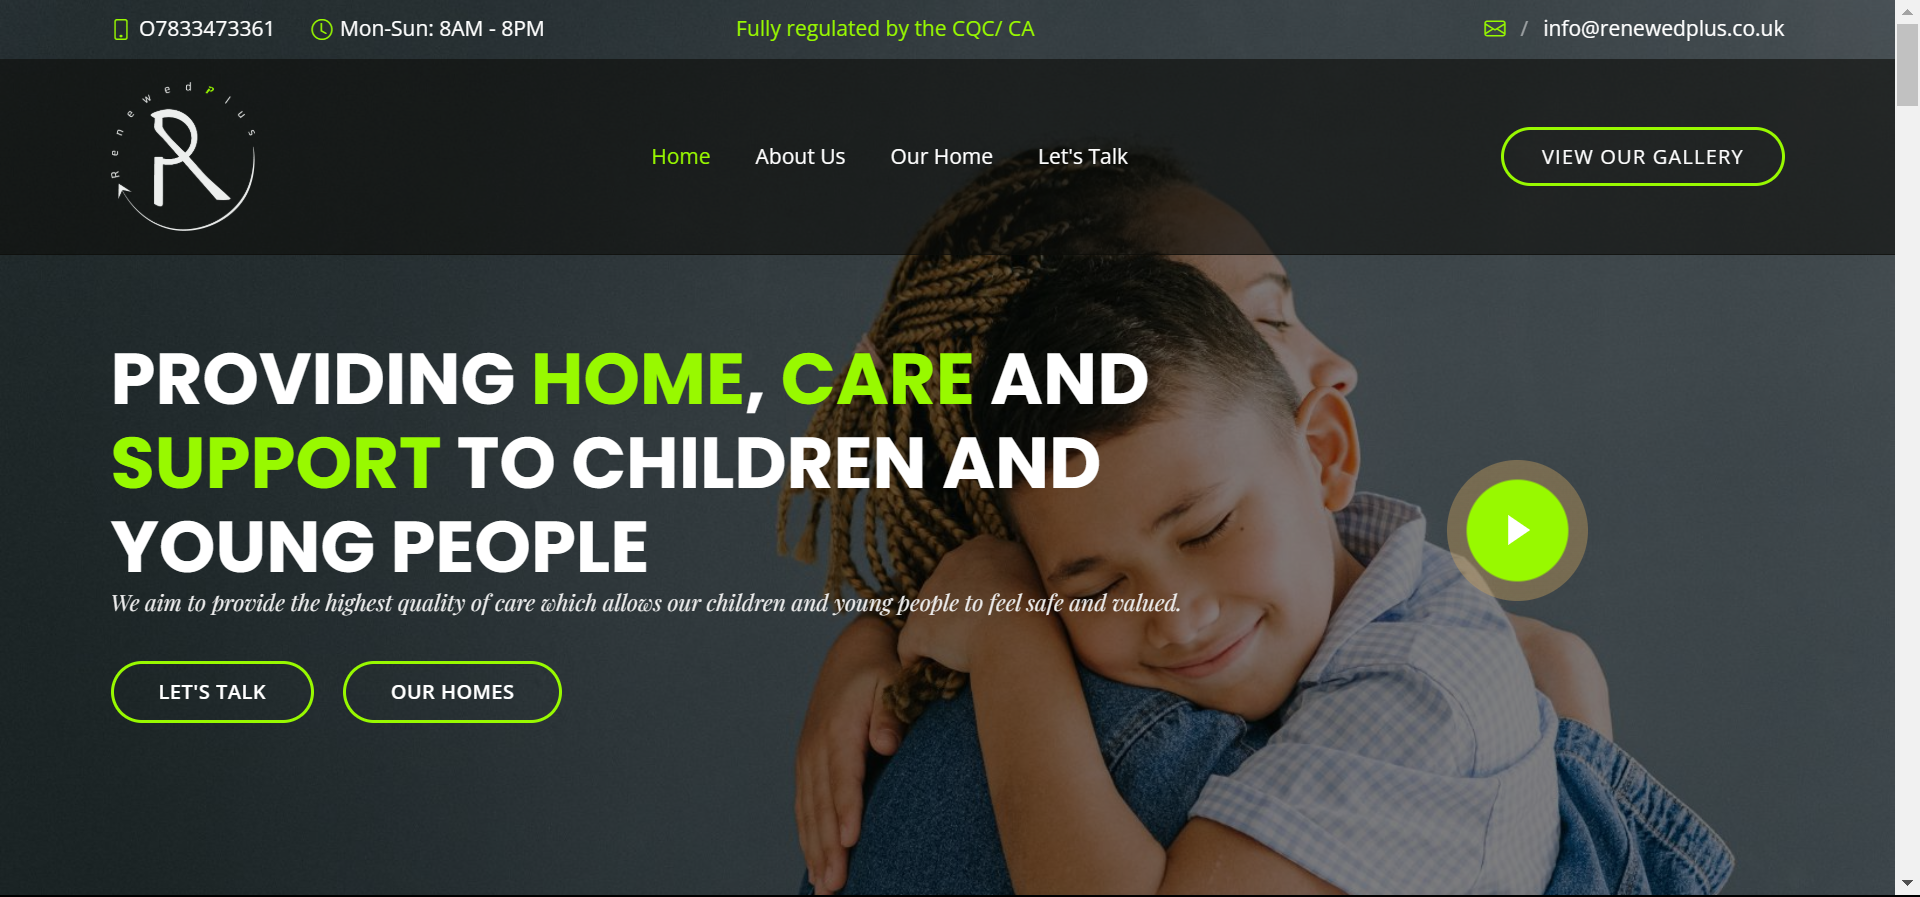 O7833473361
Mon-Sun: 8AM - 8PM
Fully regulated by the CQC/ CA
/ info@renewedplus.co.uk
RenewedPlus
R
Home
About Us
Our Home
Let's Talk
VIEW OUR GALLERY
PROVIDING HOME, CARE AND
SUPPORT TO CHILDREN AND
YOUNG PEOPLE
We aim to provide the highest quality of care which allows our children and young people to feel safe and valued.
LET'S TALK
OUR HOMES